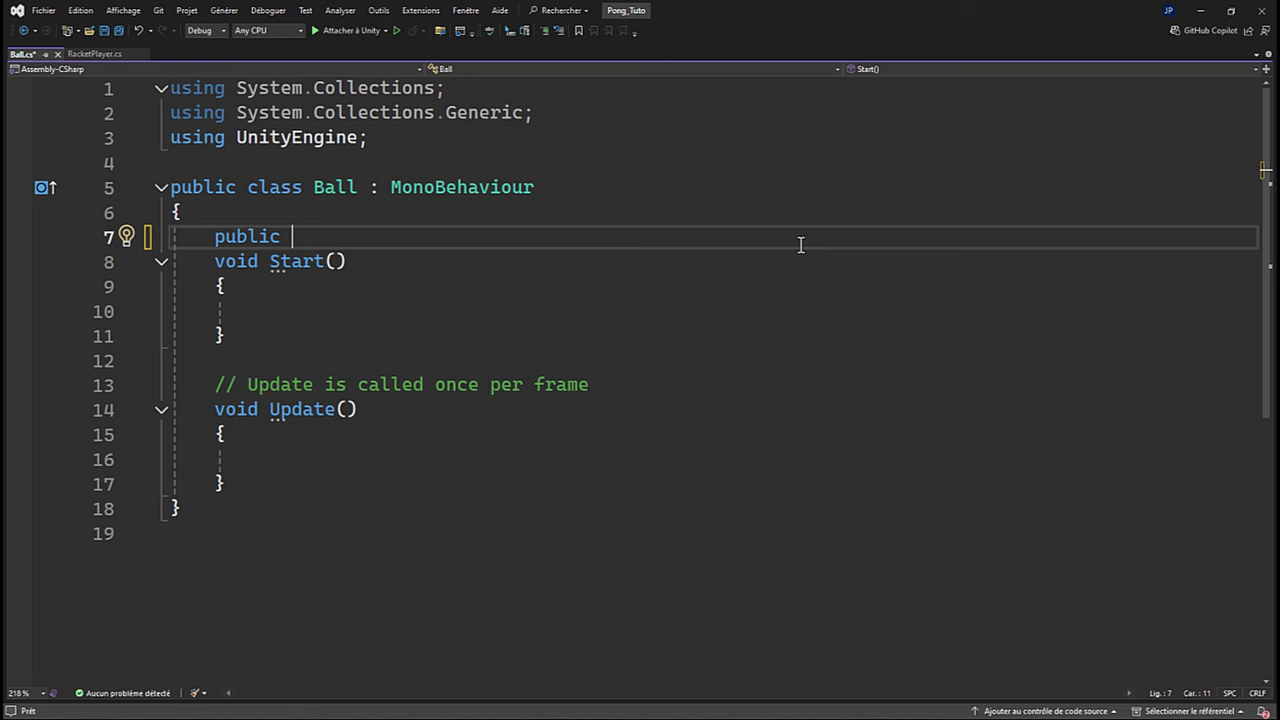 Fichier Edition Affichage Git Projet Générer Déboguer Test Analyser Outils Extensions Fenêtre Aide Rechercher Pong_Tuto JP
Debug Any CPU Attacher à Unity GitHub Copilot
Ball.cs* RacketPlayer.cs
Assembly-CSharp Ball Start()
1 using System.Collections;
2 using System.Collections.Generic;
3 using UnityEngine;
4
5 public class Ball : MonoBehaviour
6 {
7 public
8 void Start()
9 {
10
11 }
12
13 // Update is called once per frame
14 void Update()
15 {
16
17 }
18 }
19
218 % Aucun problème détecté Lig. : 7 Car. : 11 SPC CRLF
Prêt Ajouter au contrôle de code source Sélectionner le référentiel 2